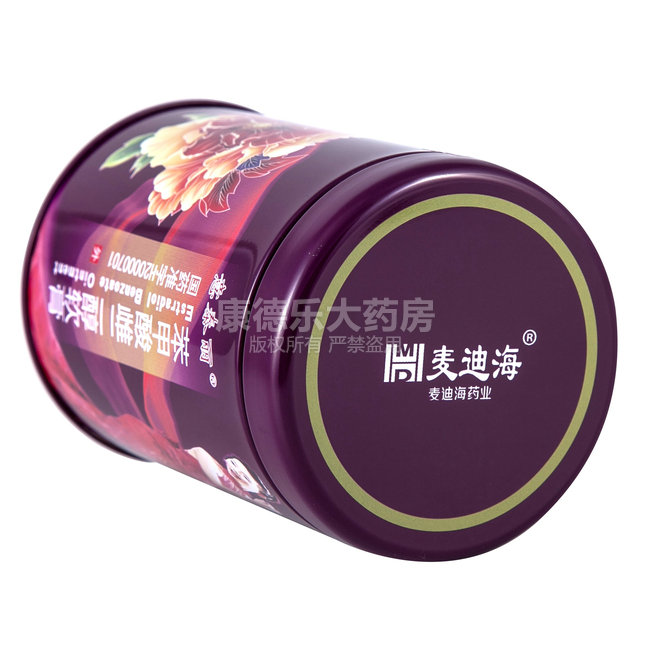 麦迪海®
麦迪海药业
苯甲酸雌二醇软膏
Estradiol Benzoate Ointment
国药准字H20000701
外
康德乐大药房
版权所有 严禁盗用